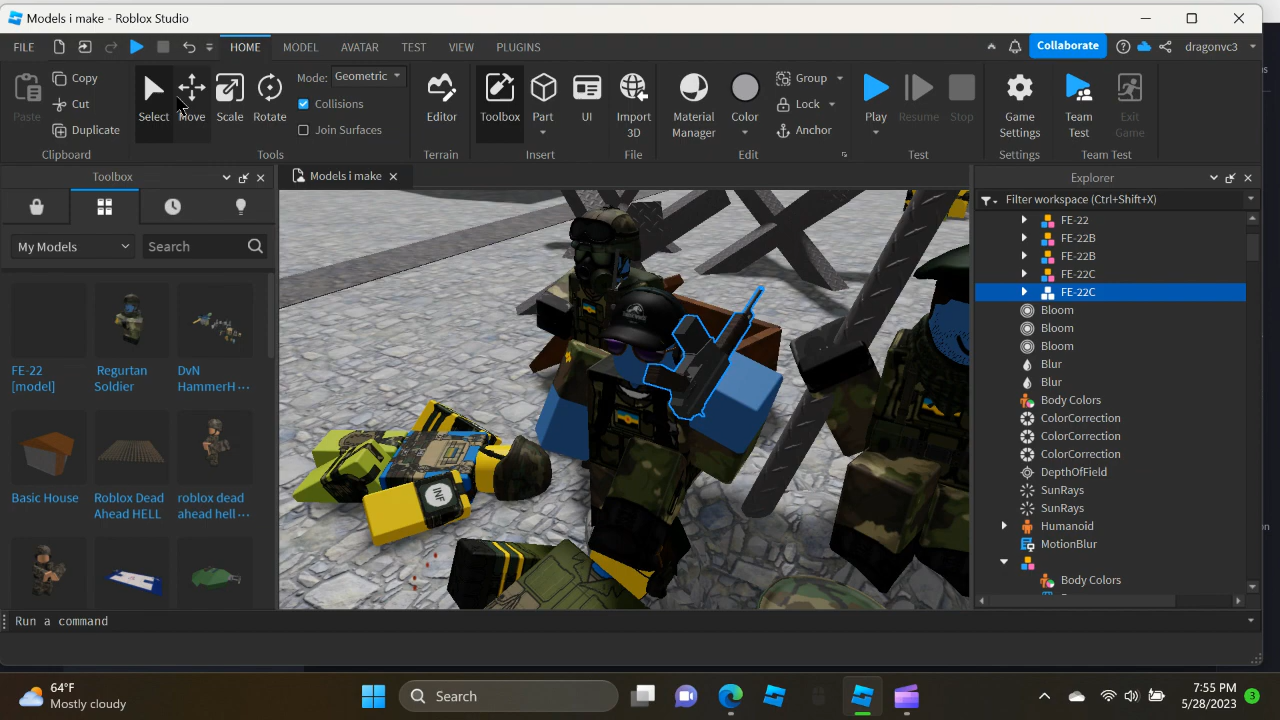 Models i make - Roblox Studio
FILE HOME MODEL AVATAR TEST VIEW PLUGINS Collaborate dragonvc3
Paste Copy Cut Duplicate Clipboard
Select Move Scale Rotate Mode: Geometric Collisions Join Surfaces Tools
Editor Terrain
Toolbox Part UI Insert
Import 3D File
Material Manager Color Group Lock Anchor Edit
Play Resume Stop Test
Game Settings Settings
Team Test Exit Game Team Test
Toolbox
My Models Search
FE-22 [model]
Regurtan Soldier
DvN HammerH...
Basic House
Roblox Dead Ahead HELL
roblox dead ahead hell ...
Models i make
INF
Explorer
Filter workspace (Ctrl+Shift+X)
FE-22
FE-22B
FE-22B
FE-22C
FE-22C
Bloom
Bloom
Bloom
Blur
Blur
Body Colors
ColorCorrection
ColorCorrection
ColorCorrection
DepthOfField
SunRays
SunRays
Humanoid
MotionBlur
Body Colors
Run a command
64°F
Mostly cloudy
Search
7:55 PM
5/28/2023
3